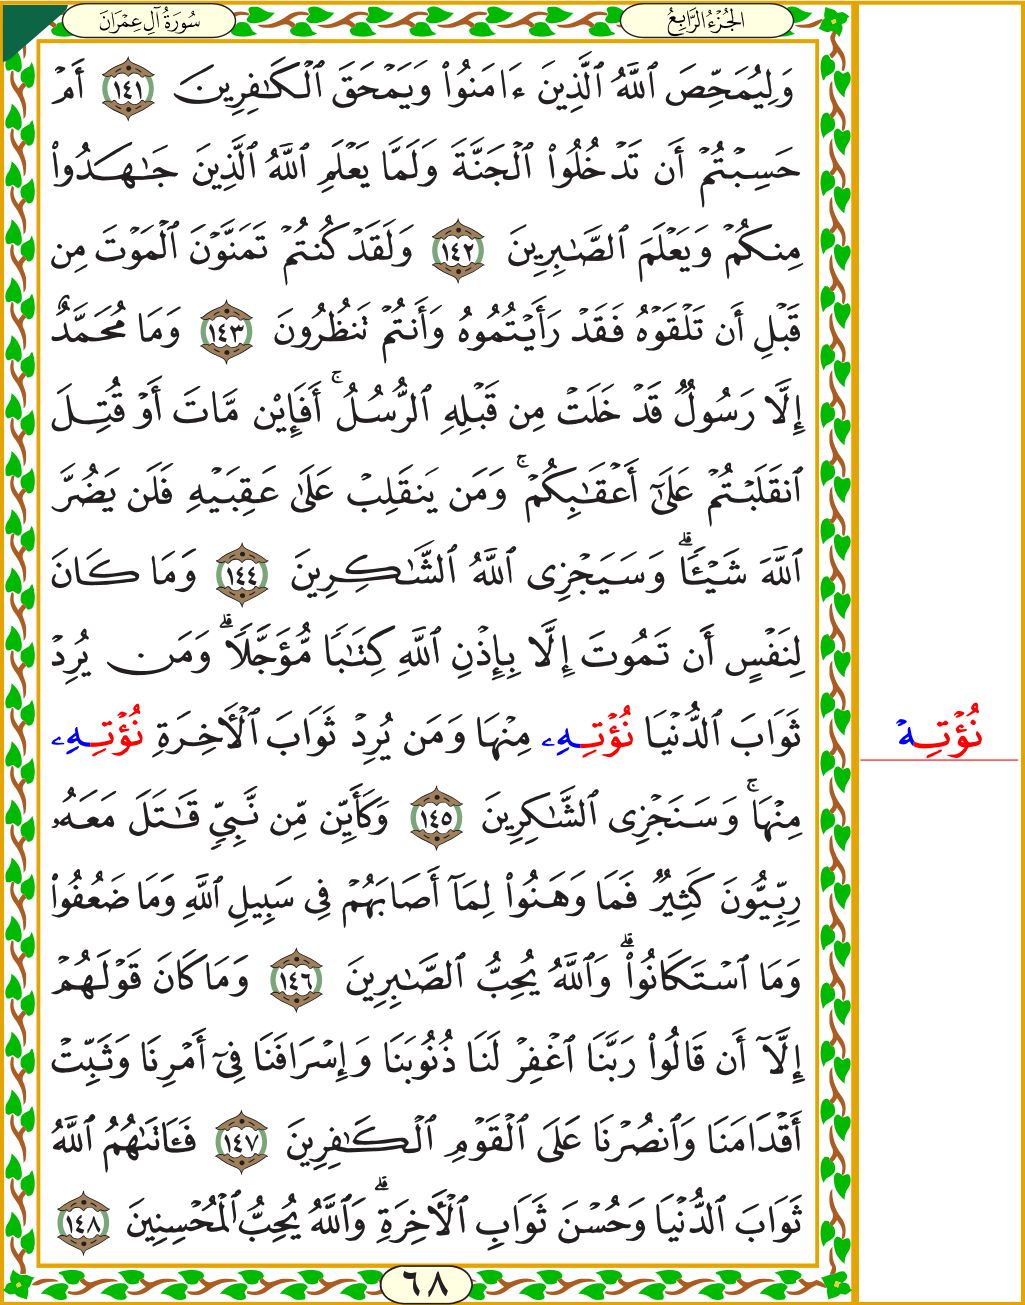 الجُزْءُ الرَّابِعُ
سُورَةُ آلِ عِمْرَان
وَلِيُمَحِّصَ ٱللَّهُ ٱلَّذِينَ ءَامَنُوا۟ وَيَمْحَقَ ٱلْكَٰفِرِينَ ١٤١ أَمْ
حَسِبْتُمْ أَن تَدْخُلُوا۟ ٱلْجَنَّةَ وَلَمَّا يَعْلَمِ ٱللَّهُ ٱلَّذِينَ جَٰهَدُوا۟
مِنكُمْ وَيَعْلَمَ ٱلصَّٰبِرِينَ ١٤٢ وَلَقَدْ كُنتُمْ تَمَنَّوْنَ ٱلْمَوْتَ مِن
قَبْلِ أَن تَلْقَوْهُ فَقَدْ رَأَيْتُمُوهُ وَأَنتُمْ تَنظُرُونَ ١٤٣ وَمَا مُحَمَّدٌ
إِلَّا رَسُولٌ قَدْ خَلَتْ مِن قَبْلِهِ ٱلرُّسُلُ ۚ أَفَإِي۟ن مَّاتَ أَوْ قُتِلَ
ٱنقَلَبْتُمْ عَلَىٰٓ أَعْقَٰبِكُمْ ۚ وَمَن يَنقَلِبْ عَلَىٰ عَقِبَيْهِ فَلَن يَضُرَّ
ٱللَّهَ شَيْـًٔا ۗ وَسَيَجْزِى ٱللَّهُ ٱلشَّٰكِرِينَ ١٤٤ وَمَا كَانَ
لِنَفْسٍ أَن تَمُوتَ إِلَّا بِإِذْنِ ٱللَّهِ كِتَٰبًا مُّؤَجَّلًا ۗ وَمَن يُرِدْ
ثَوَابَ ٱلدُّنْيَا نُؤْتِهِۦ مِنْهَا وَمَن يُرِدْ ثَوَابَ ٱلْأَخِرَةِ نُؤْتِهِۦ
نُؤْتِهْ
مِنْهَا ۚ وَسَنَجْزِى ٱلشَّٰكِرِينَ ١٤٥ وَكَأَيِّن مِّن نَّبِىٍّ قَٰتَلَ مَعَهُۥ
رِبِّيُّونَ كَثِيرٌ فَمَا وَهَنُوا۟ لِمَآ أَصَابَهُمْ فِى سَبِيلِ ٱللَّهِ وَمَا ضَعُفُوا۟
وَمَا ٱسْتَكَانُوا۟ ۗ وَٱللَّهُ يُحِبُّ ٱلصَّٰبِرِينَ ١٤٦ وَمَا كَانَ قَوْلَهُمْ
إِلَّآ أَن قَالُوا۟ رَبَّنَا ٱغْفِرْ لَنَا ذُنُوبَنَا وَإِسْرَافَنَا فِىٓ أَمْرِنَا وَثَبِّتْ
أَقْدَامَنَا وَٱنصُرْنَا عَلَى ٱلْقَوْمِ ٱلْكَٰفِرِينَ ١٤٧ فَـَٔاتَىٰهُمُ ٱللَّهُ
ثَوَابَ ٱلدُّنْيَا وَحُسْنَ ثَوَابِ ٱلْأَخِرَةِ ۗ وَٱللَّهُ يُحِبُّ ٱلْمُحْسِنِينَ ١٤٨
٦٨